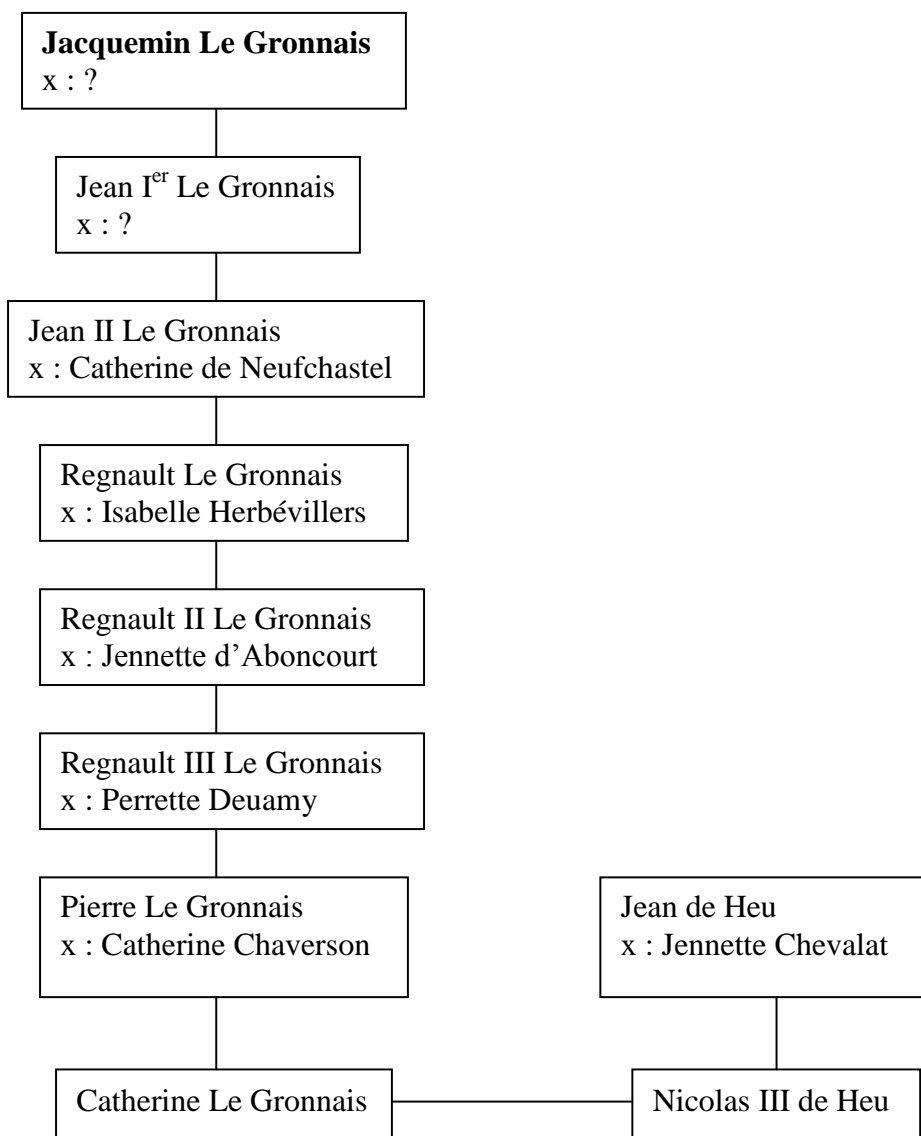 Jacquemin Le Gronnais
x : ?
Jean Ier Le Gronnais
x : ?
Jean II Le Gronnais
x : Catherine de Neufchastel
Regnault Le Gronnais
x : Isabelle Herbévillers
Regnault II Le Gronnais
x : Jennette d’Aboncourt
Regnault III Le Gronnais
x : Perrette Deuamy
Pierre Le Gronnais
x : Catherine Chaverson
Jean de Heu
x : Jennette Chevalat
Catherine Le Gronnais
Nicolas III de Heu